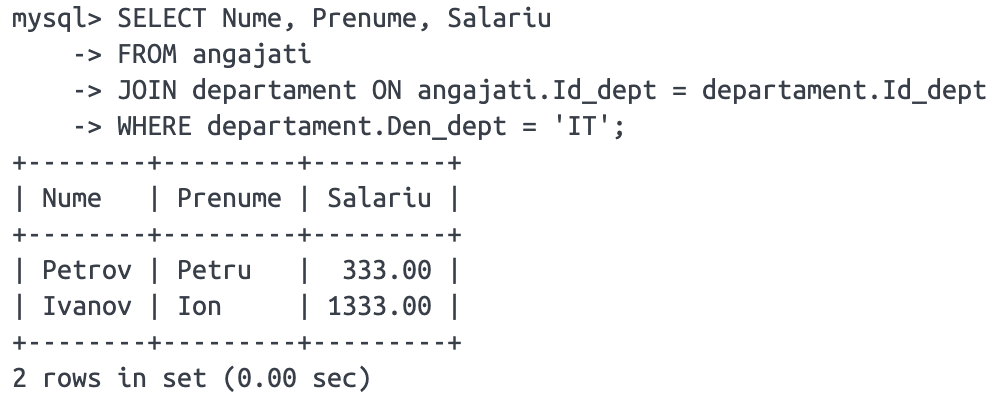 mysql> SELECT Nume, Prenume, Salariu
    -> FROM angajati
    -> JOIN departament ON angajati.Id_dept = departament.Id_dept
    -> WHERE departament.Den_dept = 'IT';
+--------+---------+---------+
| Nume   | Prenume | Salariu |
+--------+---------+---------+
| Petrov | Petru   |  333.00 |
| Ivanov | Ion     | 1333.00 |
+--------+---------+---------+
2 rows in set (0.00 sec)